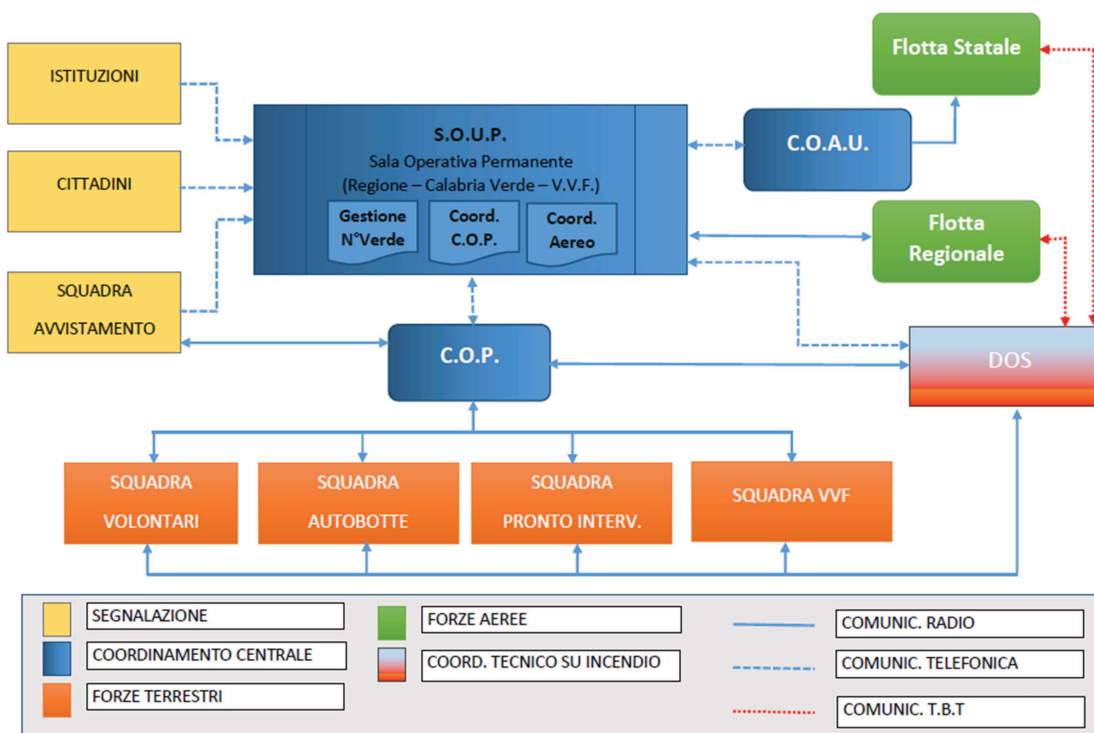 ISTITUZIONI
CITTADINI
SQUADRA
AVVISTAMENTO
S.O.U.P.
Sala Operativa Permanente
(Regione – Calabria Verde – V.V.F.)
Gestione
N°Verde
Coord.
C.O.P.
Coord.
Aereo
C.O.A.U.
Flotta Statale
Flotta
Regionale
C.O.P.
DOS
SQUADRA
VOLONTARI
SQUADRA
AUTOBOTTE
SQUADRA
PRONTO INTERV.
SQUADRA VVF
SEGNALAZIONE
COORDINAMENTO CENTRALE
FORZE TERRESTRI
FORZE AEREE
COORD. TECNICO SU INCENDIO
COMUNIC. RADIO
COMUNIC. TELEFONICA
COMUNIC. T.B.T